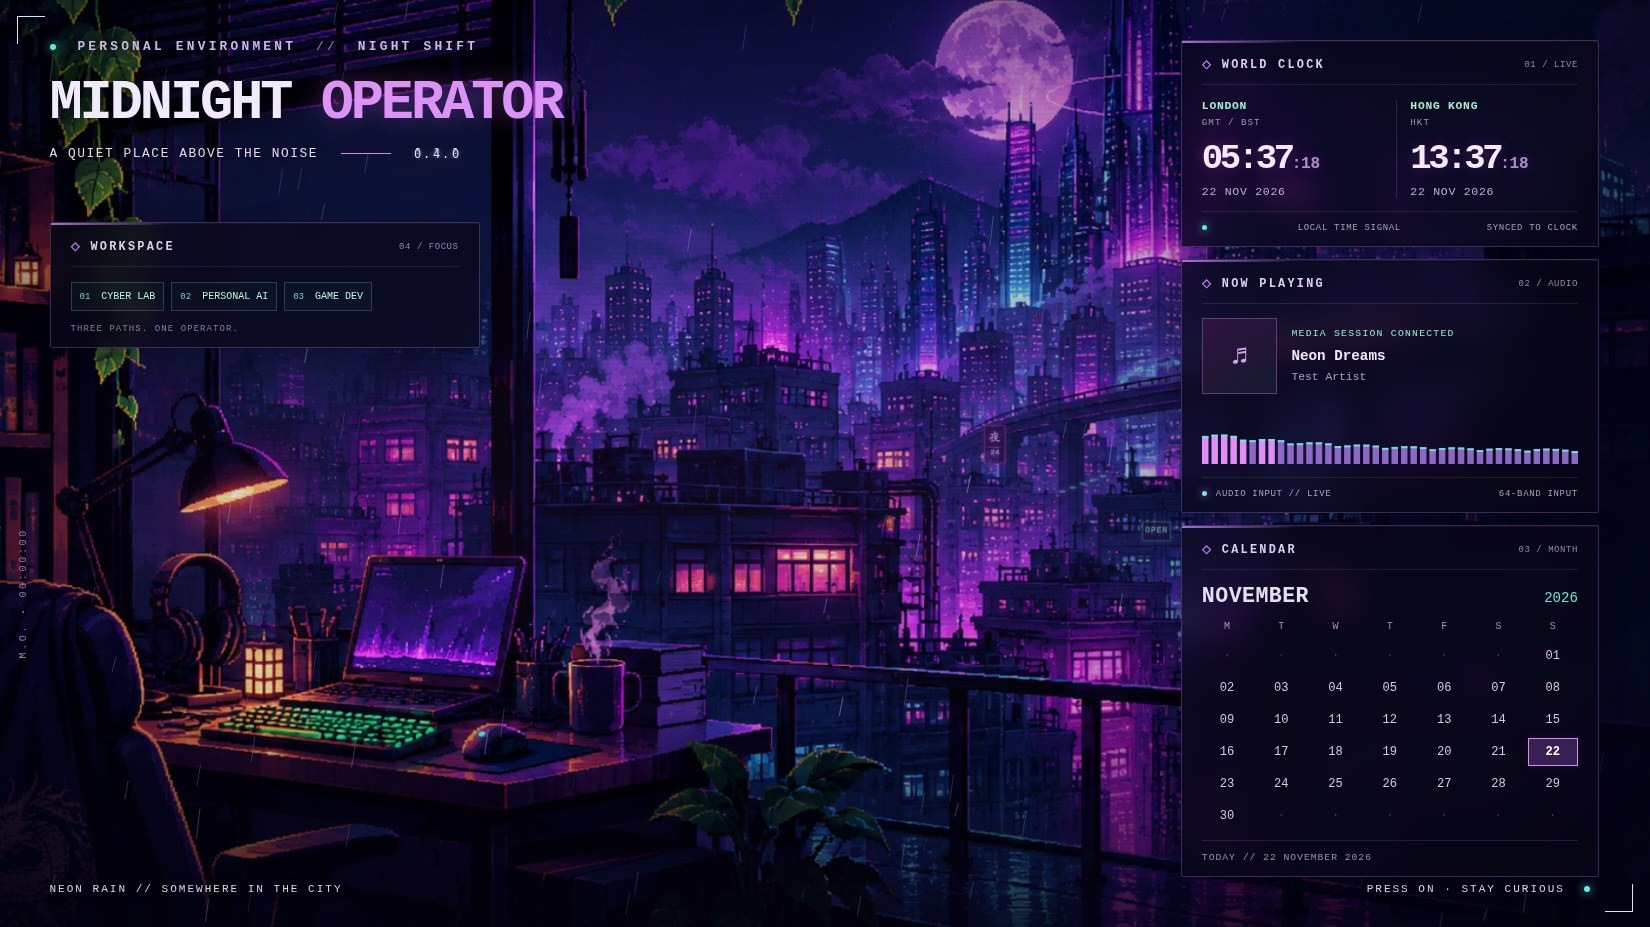 PERSONAL ENVIRONMENT // NIGHT SHIFT
MIDNIGHT OPERATOR
A QUIET PLACE ABOVE THE NOISE
0.4.0
◇ WORKSPACE
04 / FOCUS
01 CYBER LAB
02 PERSONAL AI
03 GAME DEV
THREE PATHS. ONE OPERATOR.
M.O. · 00:00:00
夜
24
OPEN
◇ WORLD CLOCK
01 / LIVE
LONDON
GMT / BST
05:37:18
22 NOV 2026
HONG KONG
HKT
13:37:18
22 NOV 2026
LOCAL TIME SIGNAL
SYNCED TO CLOCK
◇ NOW PLAYING
02 / AUDIO
♬
MEDIA SESSION CONNECTED
Neon Dreams
Test Artist
AUDIO INPUT // LIVE
64-BAND INPUT
◇ CALENDAR
03 / MONTH
NOVEMBER
2026
M T W T F S S
· · · · · · 01
02 03 04 05 06 07 08
09 10 11 12 13 14 15
16 17 18 19 20 21 22
23 24 25 26 27 28 29
30 · · · · · ·
TODAY // 22 NOVEMBER 2026
NEON RAIN // SOMEWHERE IN THE CITY
PRESS ON · STAY CURIOUS